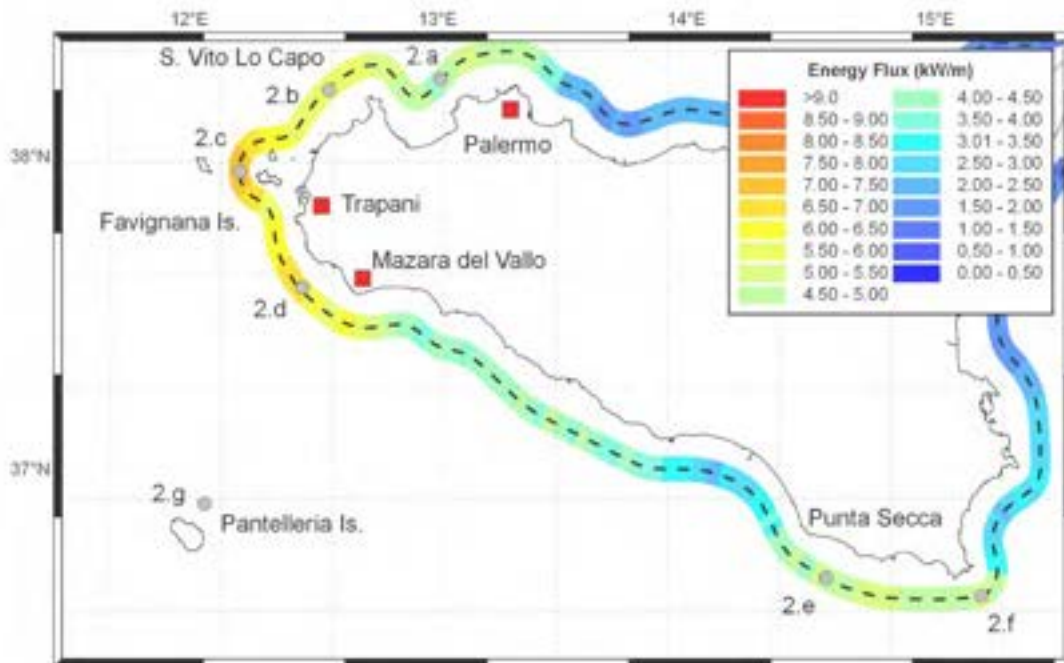 12°E 13°E 14°E 15°E
S. Vito Lo Capo
2.a
2.b
2.c
38°N
Palermo
Trapani
Favignana Is.
Mazara del Vallo
2.d
37°N
2.g
Pantelleria Is.
Punta Secca
2.e
2.f
Energy Flux (kW/m)
>9.0
8.50 - 9.00
8.00 - 8.50
7.50 - 8.00
7.00 - 7.50
6.50 - 7.00
6.00 - 6.50
5.50 - 6.00
5.00 - 5.50
4.50 - 5.00
4.00 - 4.50
3.50 - 4.00
3.01 - 3.50
2.50 - 3.00
2.00 - 2.50
1.50 - 2.00
1.00 - 1.50
0.50 - 1.00
0.00 - 0.50